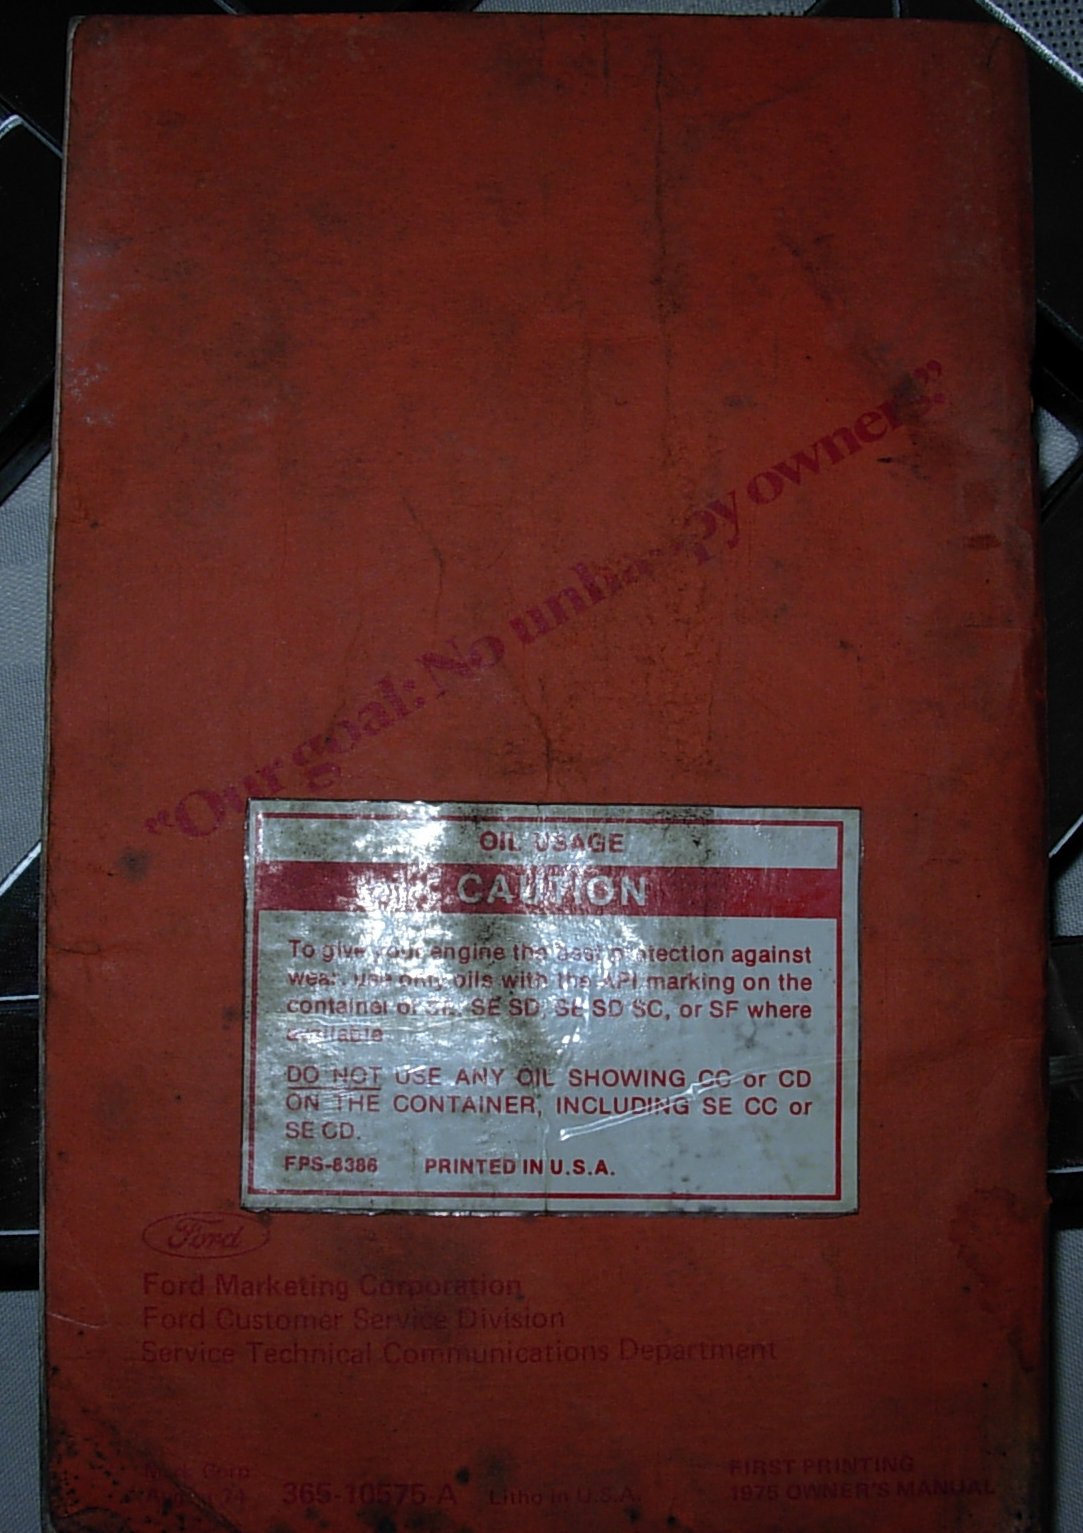 "Our goal: No unhappy owners."
OIL USAGE
CAUTION
To give your engine the best protection against
wear, use only oils with the API marking on the
container of SE, SE SD, SE SD SC, or SF where
available
DO NOT USE ANY OIL SHOWING CC or CD
ON THE CONTAINER, INCLUDING SE CC or
SE CD.
FPS-8386 PRINTED IN U.S.A.
Ford
Ford Marketing Corporation
Ford Customer Service Division
Service Technical Communications Department
Corp
August 74 365-10575-A Litho in U.S.A.
FIRST PRINTING
1975 OWNER'S MANUAL